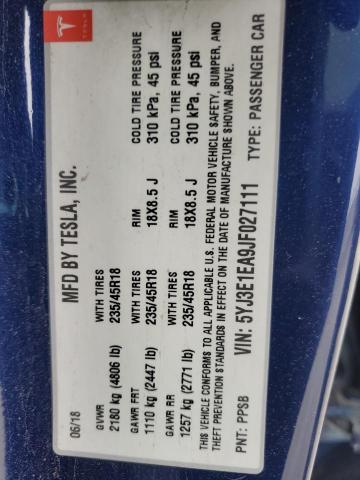 TESLA
06/18 MFD BY TESLA, INC.
GVWR WITH TIRES RIM COLD TIRE PRESSURE
2180 kg (4806 lb) 235/45R18
GAWR FRT WITH TIRES RIM COLD TIRE PRESSURE
1110 kg (2447 lb) 235/45R18 18X8.5 J 310 kPa, 45 psi
GAWR RR WITH TIRES RIM COLD TIRE PRESSURE
1257 kg (2771 lb) 235/45R18 18X8.5 J 310 kPa, 45 psi
THIS VEHICLE CONFORMS TO ALL APPLICABLE U.S. FEDERAL MOTOR VEHICLE SAFETY, BUMPER, AND
THEFT PREVENTION STANDARDS IN EFFECT ON THE DATE OF MANUFACTURE SHOWN ABOVE.
PNT: PPSB VIN: 5YJ3E1EA9JF027111 TYPE: PASSENGER CAR